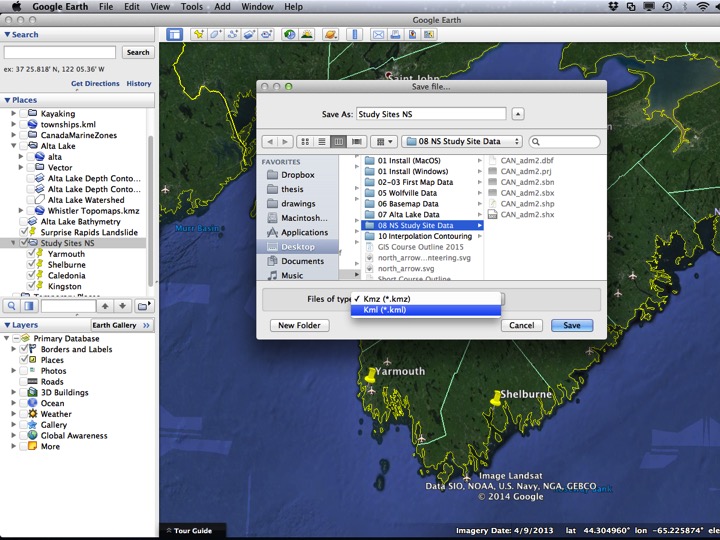 Google Earth File Edit View Tools Add Window Help
Google Earth
Search
Search
ex: 37 25.818' N, 122 05.36' W
Get Directions History
Places
Kayaking
townships.kml
CanadaMarineZones
Alta Lake
alta
Vector
Alta Lake Depth Conto...
Alta Lake Depth Conto...
Alta Lake Watershed
Whistler Topomaps.kmz
Alta Lake Bathymetry
Surprise Rapids Landslide
Study Sites NS
Yarmouth
Shelburne
Caledonia
Kingston
Layers
Earth Gallery >>
Primary Database
Borders and Labels
Places
Photos
Roads
3D Buildings
Ocean
Weather
Gallery
Global Awareness
More
Saint John
Save file...
Save As: Study Sites NS
08 NS Study Site Data
FAVORITES
Dropbox
thesis
drawings
Macintosh...
Applications
Desktop
Documents
Music
01 Install (MacOS)
01 Install (Windows)
02-03 First Map Data
05 Wolfville Data
06 Basemap Data
07 Alta Lake Data
08 NS Study Site Data
10 Interpolation Contouring
GIS Course Outline 2015
north_arrow...ntering.svg
north_arrow.svg
Short Course Outline
CAN_adm2.dbf
CAN_adm2.prj
CAN_adm2.sbn
CAN_adm2.sbx
CAN_adm2.shp
CAN_adm2.shx
Files of type
✓ Kmz (*.kmz)
Kml (*.kml)
New Folder
Cancel
Save
Murr Basin
Yarmouth
Shelburne
Image Landsat
Data SIO, NOAA, U.S. Navy, NGA, GEBCO
© 2014 Google
Tour Guide
Imagery Date: 4/9/2013 lat 44.304960° lon -65.225874° ele